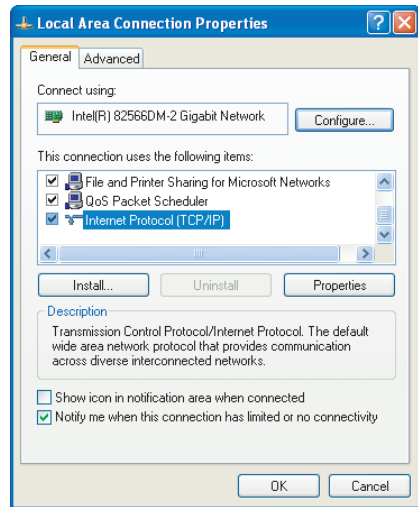 Local Area Connection Properties
General
Advanced
Connect using:
Intel(R) 82566DM-2 Gigabit Network
Configure...
This connection uses the following items:
File and Printer Sharing for Microsoft Networks
QoS Packet Scheduler
Internet Protocol (TCP/IP)
Install...
Uninstall
Properties
Description
Transmission Control Protocol/Internet Protocol. The default
wide area network protocol that provides communication
across diverse interconnected networks.
Show icon in notification area when connected
Notify me when this connection has limited or no connectivity
OK
Cancel